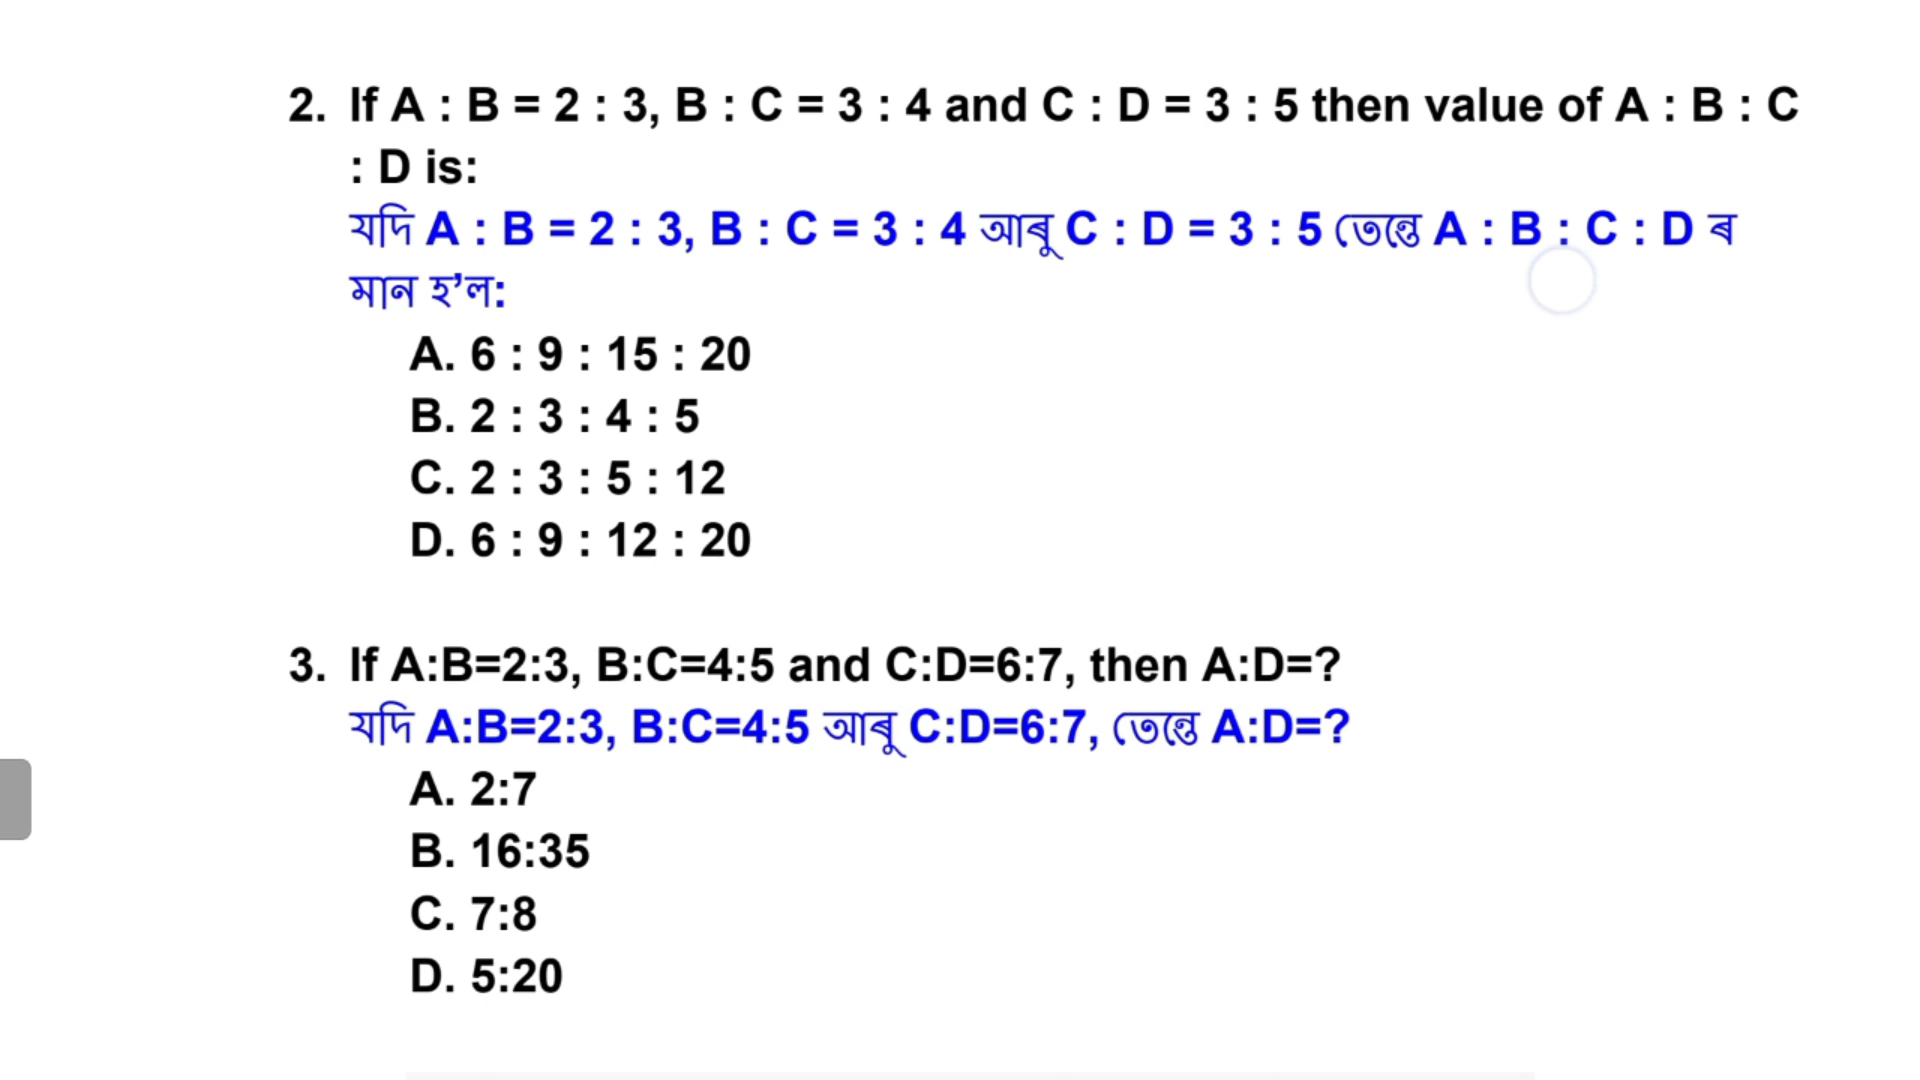 2. If A : B = 2 : 3, B : C = 3 : 4 and C : D = 3 : 5 then value of A : B : C
: D is:
যদি A : B = 2 : 3, B : C = 3 : 4 আৰু C : D = 3 : 5 তেন্তে A : B : C : D ৰ
মান হ’ল:
A. 6 : 9 : 15 : 20
B. 2 : 3 : 4 : 5
C. 2 : 3 : 5 : 12
D. 6 : 9 : 12 : 20
3. If A:B=2:3, B:C=4:5 and C:D=6:7, then A:D=?
যদি A:B=2:3, B:C=4:5 আৰু C:D=6:7, তেন্তে A:D=?
A. 2:7
B. 16:35
C. 7:8
D. 5:20